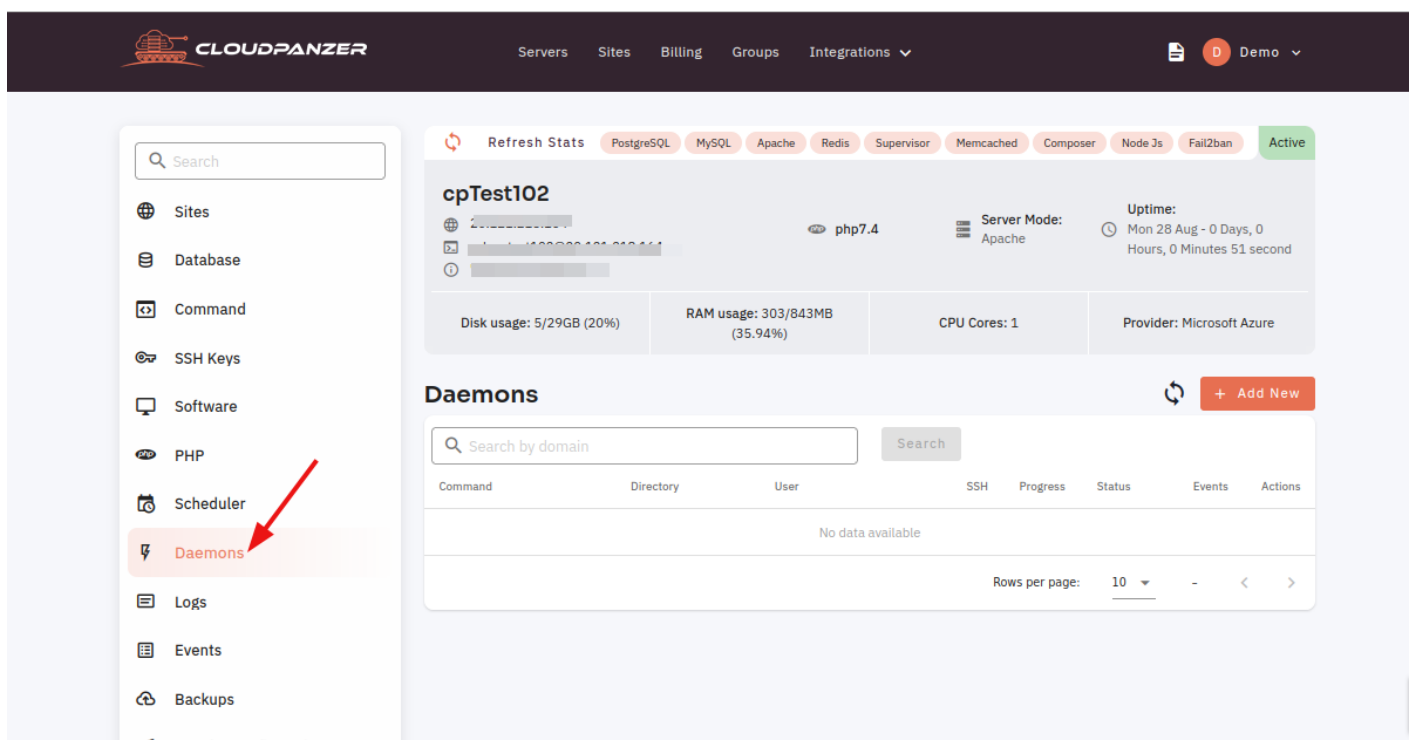 CLOUDPANZER
Servers Sites Billing Groups Integrations
D Demo
Search
Sites
Database
Command
SSH Keys
Software
php PHP
Scheduler
Daemons
Logs
Events
Backups
Refresh Stats PostgreSQL MySQL Apache Redis Supervisor Memcached Composer Node Js Fail2ban Active
cpTest102
php php7.4
Server Mode:
Apache
Uptime:
Mon 28 Aug - 0 Days, 0
Hours, 0 Minutes 51 second
Disk usage: 5/29GB (20%)
RAM usage: 303/843MB
(35.94%)
CPU Cores: 1
Provider: Microsoft Azure
Daemons
+ Add New
Search by domain
Search
Command Directory User SSH Progress Status Events Actions
No data available
Rows per page: 10 - < >